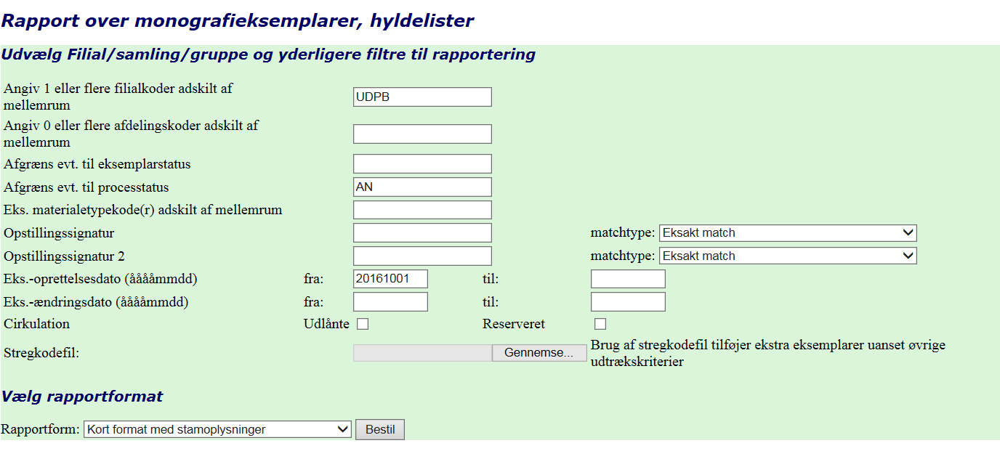 Rapport over monografieksemplarer, hyldelister
Udvælg Filial/samling/gruppe og yderligere filtre til rapportering
Angiv 1 eller flere filialkoder adskilt af
mellemrum
UDPB
Angiv 0 eller flere afdelingskoder adskilt af
mellemrum
Afgræns evt. til eksemplarstatus
Afgræns evt. til processtatus AN
Eks. materialetypekode(r) adskilt af mellemrum
Opstillingssignatur matchtype: Eksakt match
Opstillingssignatur 2 matchtype: Eksakt match
Eks.-oprettelsesdato (ååååmmdd) fra: 20161001 til:
Eks.-ændringsdato (ååååmmdd) fra: til:
Cirkulation Udlånte Reserveret
Stregkodefil: Gennemse... Brug af stregkodefil tilføjer ekstra eksemplarer uanset øvrige
udtrækskriterier
Vælg rapportformat
Rapportform: Kort format med stamoplysninger Bestil